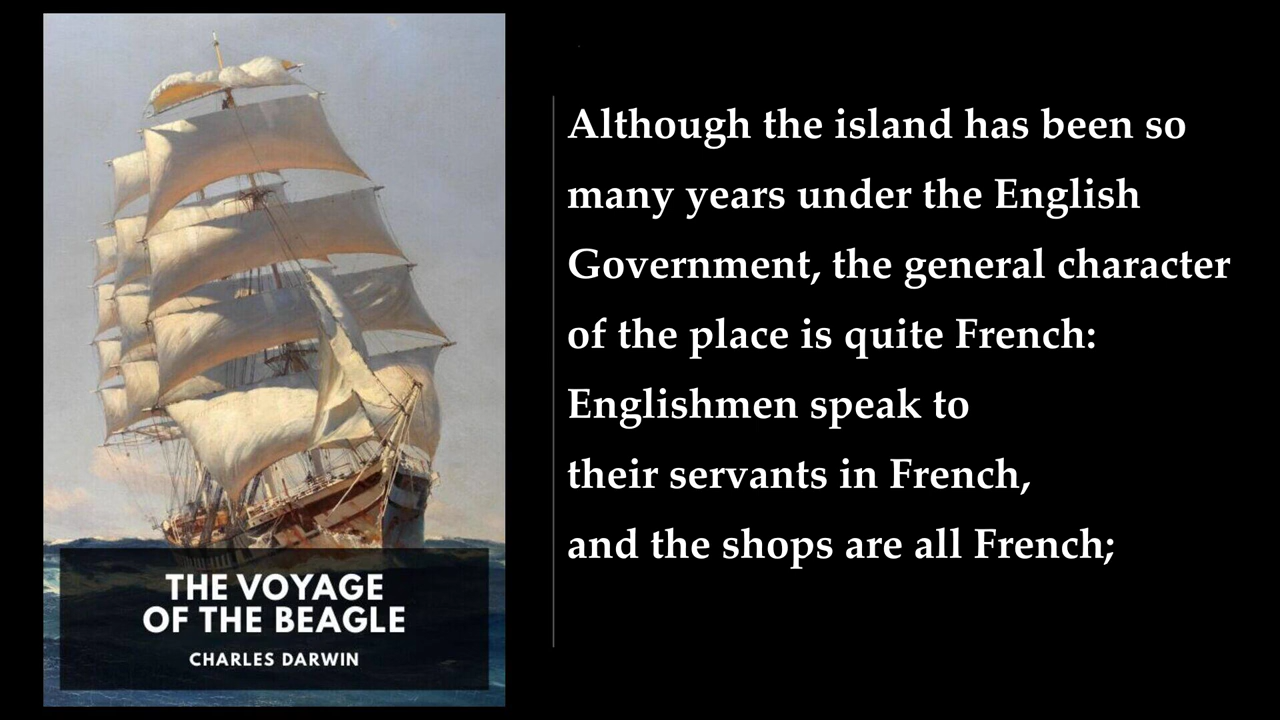 THE VOYAGE
OF THE BEAGLE
CHARLES DARWIN
Although the island has been so
many years under the English
Government, the general character
of the place is quite French:
Englishmen speak to
their servants in French,
and the shops are all French;